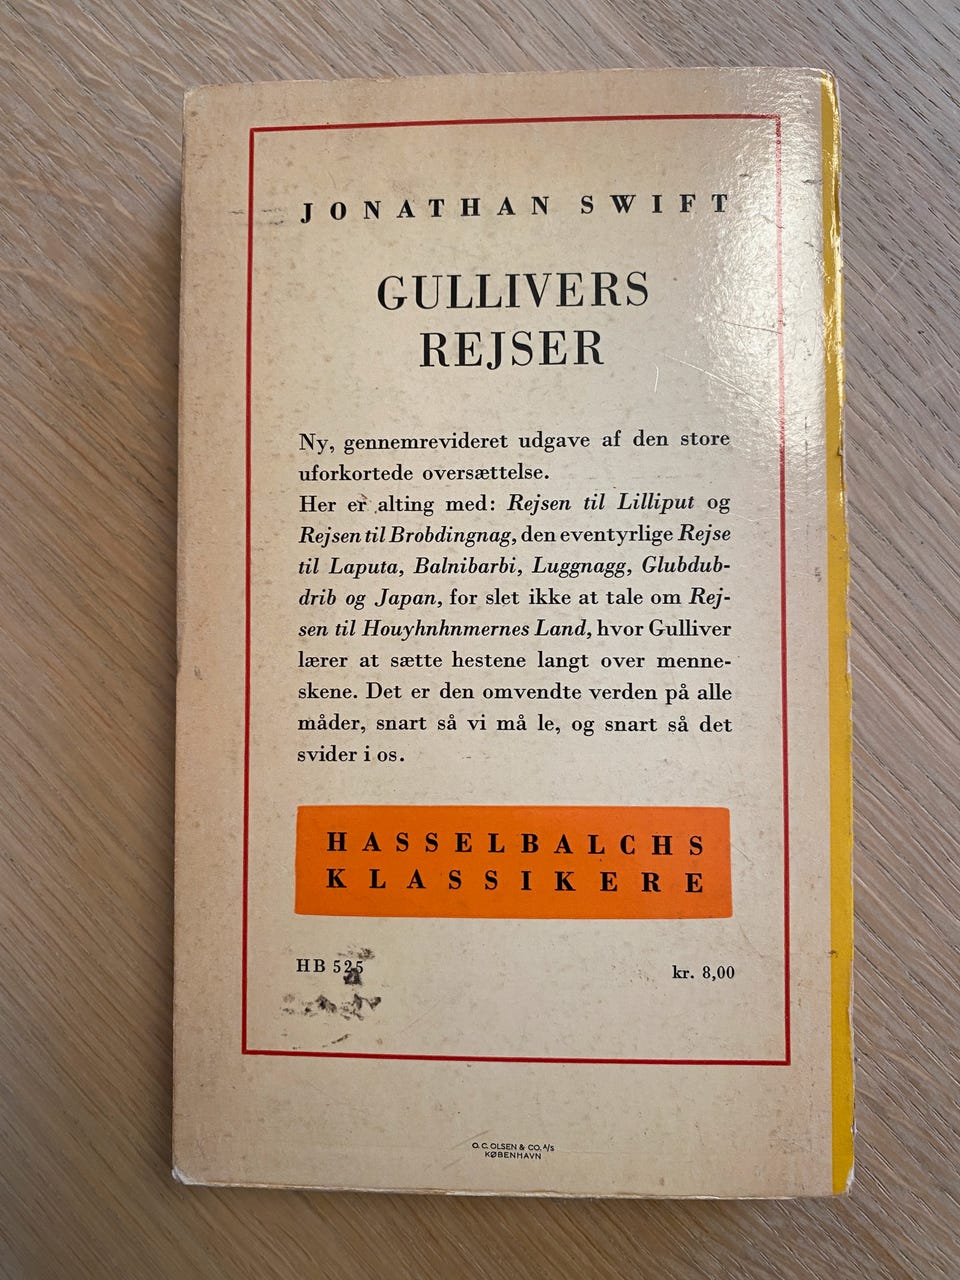 JONATHAN SWIFT
GULLIVERS
REJSER
Ny, gennemrevideret udgave af den store
uforkortede oversættelse.
Her er alting med: Rejsen til Lilliput og
Rejsen til Brobdingnag, den eventyrlige Rejse
til Laputa, Balnibarbi, Luggnagg, Glubdub-
drib og Japan, for slet ikke at tale om Rej-
sen til Houyhnhnmernes Land, hvor Gulliver
lærer at sætte hestene langt over menne-
skene. Det er den omvendte verden på alle
måder, snart så vi må le, og snart så det
svider i os.
HASSELBALCHS
KLASSIKERE
HB 525
kr. 8,00
O. C. OLSEN & CO. A/S
KØBENHAVN